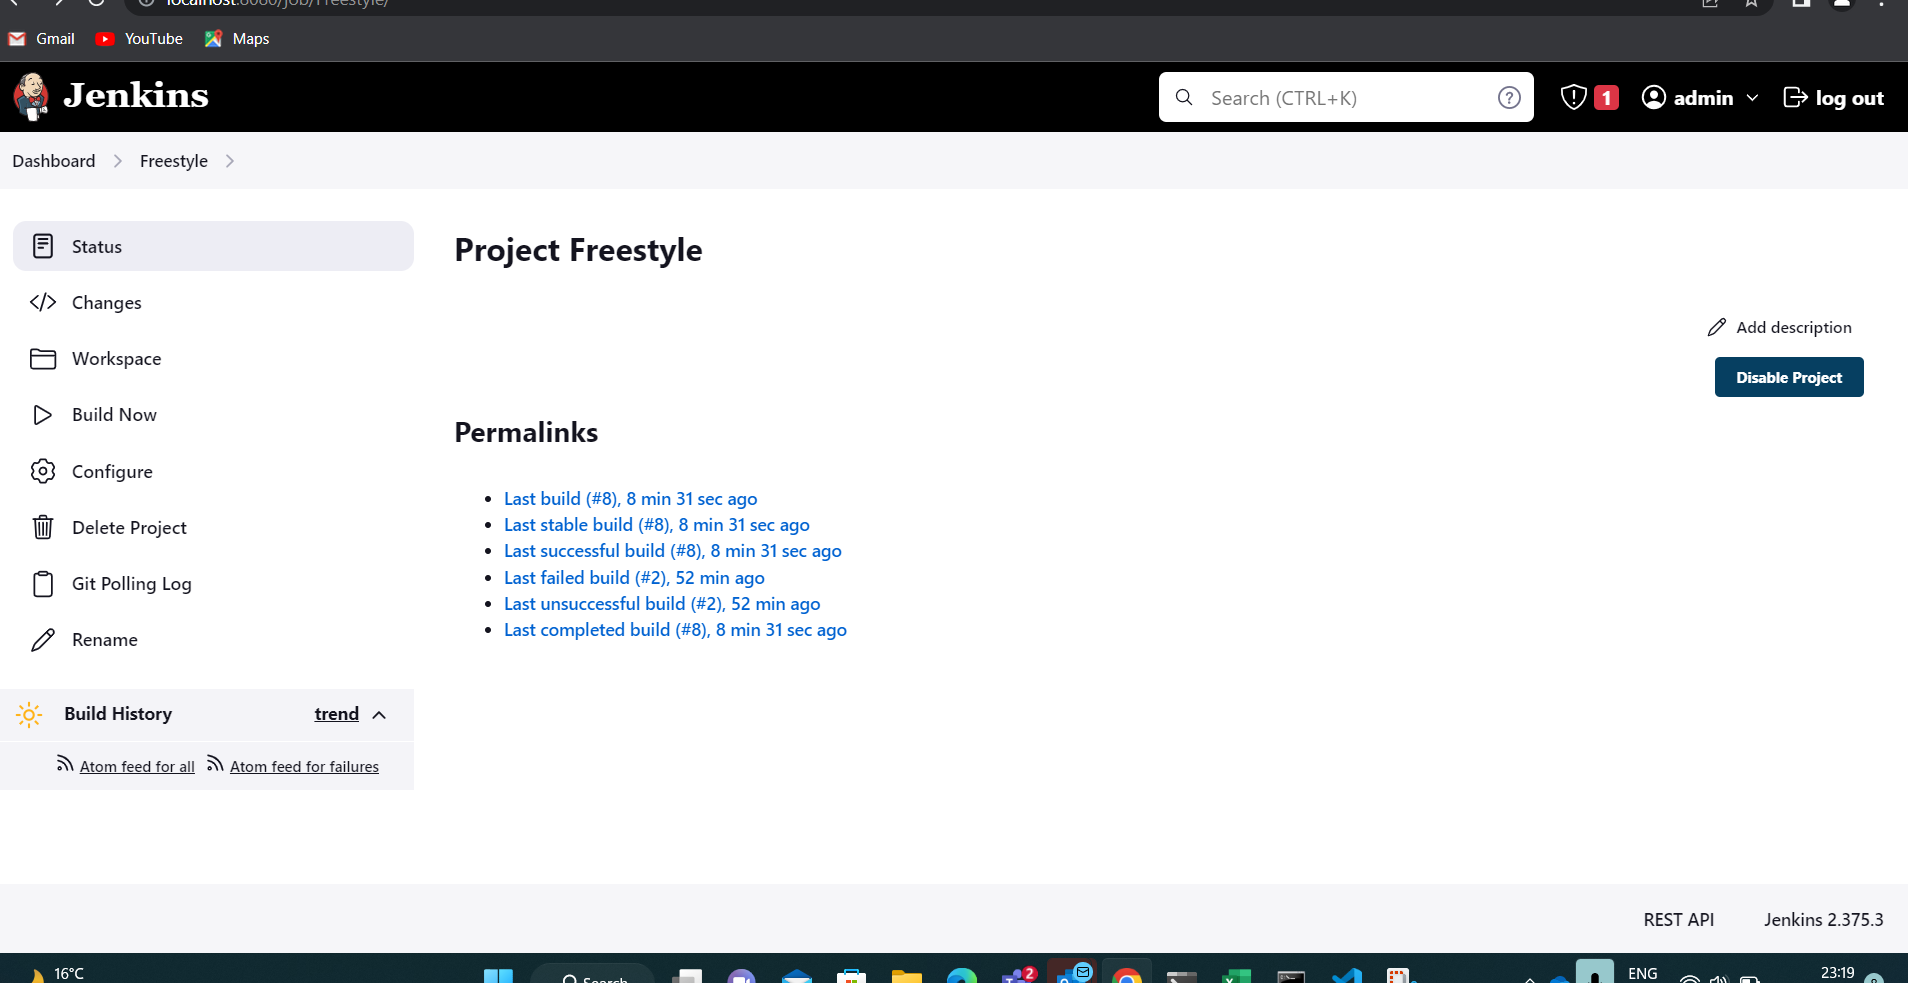 localhost:8080/job/Freestyle/
Gmail YouTube Maps
Jenkins
Search (CTRL+K)
1
admin
log out
Dashboard Freestyle
Status
Changes
Workspace
Build Now
Configure
Delete Project
Git Polling Log
Rename
Build History trend
Atom feed for all Atom feed for failures
Project Freestyle
Add description
Disable Project
Permalinks
Last build (#8), 8 min 31 sec ago
Last stable build (#8), 8 min 31 sec ago
Last successful build (#8), 8 min 31 sec ago
Last failed build (#2), 52 min ago
Last unsuccessful build (#2), 52 min ago
Last completed build (#8), 8 min 31 sec ago
REST API Jenkins 2.375.3
16°C
Search
2
ENG
23:19